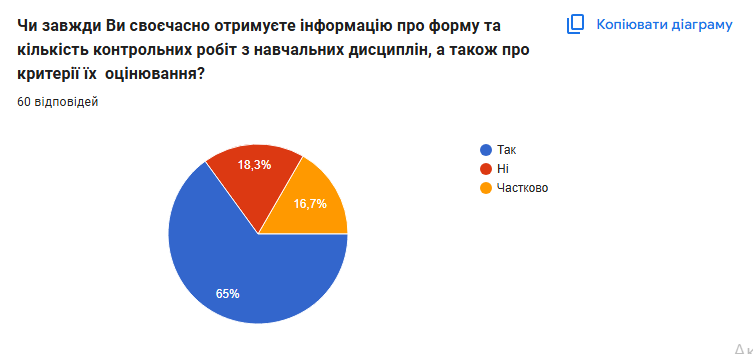 Чи завжди Ви своєчасно отримуєте інформацію про форму та
кількість контрольних робіт з навчальних дисциплін, а також про
критерії їх  оцінювання?
Копіювати діаграму
60 відповідей
18,3%
16,7%
65%
Так
Ні
Частково